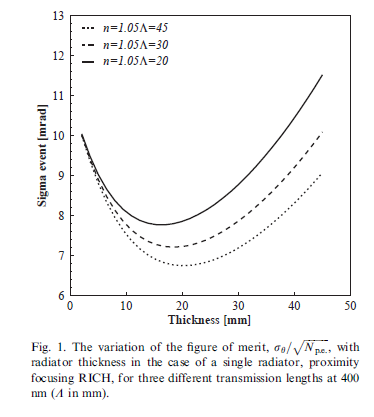 13
12
11
10
9
8
7
6
Sigma event [mrad]
n=1.05Λ=45
n=1.05Λ=30
n=1.05Λ=20
0 10 20 30 40 50
Thickness [mm]
Fig. 1. The variation of the figure of merit, σθ/√Np.e., with
radiator thickness in the case of a single radiator, proximity
focusing RICH, for three different transmission lengths at 400
nm (Λ in mm).